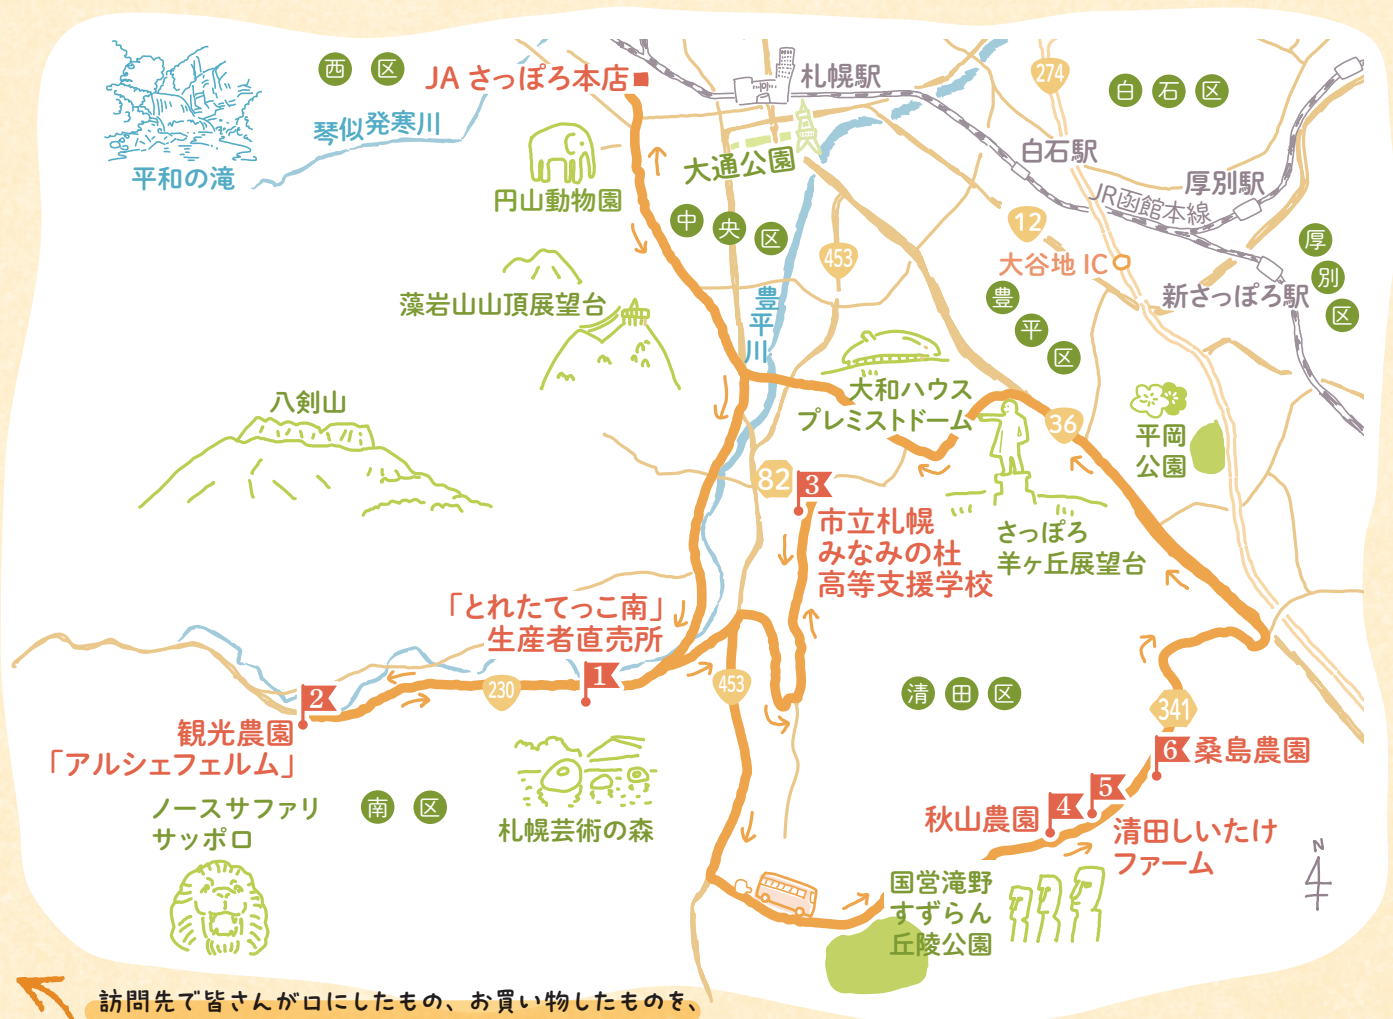 西区
JA さっぽろ本店
札幌駅
274
白石区
琴似発寒川
平和の滝
円山動物園
大通公園
白石駅
厚別駅
JR函館本線
中央区
12
453
大谷地 IC
厚別区
新さっぽろ駅
藻岩山山頂展望台
豊平川
豊平区
八剣山
大和ハウス
プレミストドーム
36
平岡
公園
82
3
市立札幌
みなみの杜
高等支援学校
さっぽろ
羊ヶ丘展望台
「とれたてっこ南」
生産者直売所
1
2
230
453
清田区
341
観光農園
「アルシェフェルム」
6
桑島農園
5
4
秋山農園
清田しいたけ
ファーム
ノースサファリ
サッポロ
南区
札幌芸術の森
国営滝野
すずらん
丘陵公園
N
訪問先で皆さんが口にしたもの、お買い物したものを、